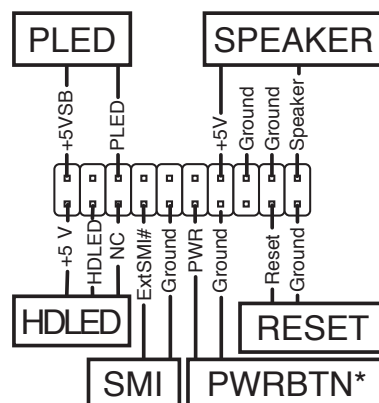 PLED SPEAKER
+5VSB PLED +5V Ground Ground Speaker
+5 V HDLED NC ExtSMI# Ground PWR Ground Reset Ground
HDLED RESET
SMI PWRBTN*